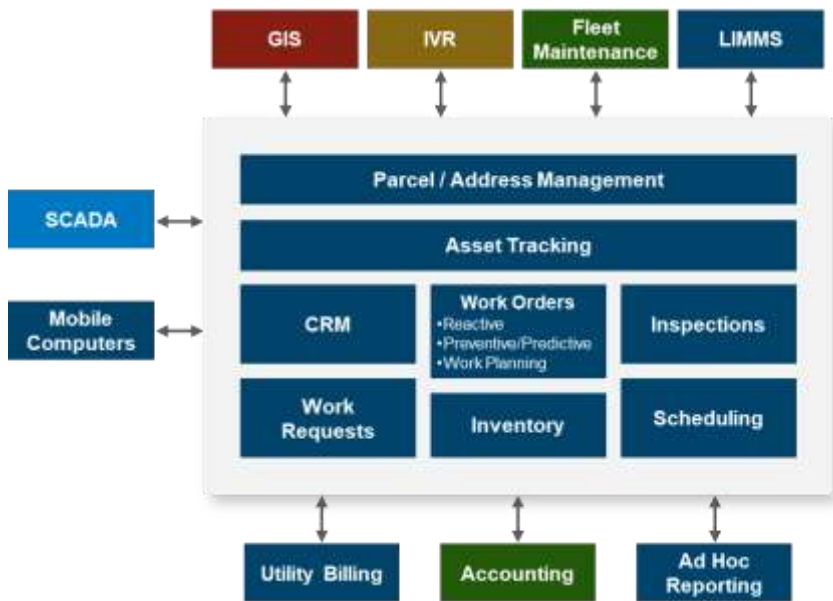 GIS
IVR
Fleet
Maintenance
LIMMS
Parcel / Address Management
SCADA
Asset Tracking
Mobile
Computers
CRM
Work Orders
•Reactive
•Preventive/Predictive
•Work Planning
Inspections
Work
Requests
Inventory
Scheduling
Utility Billing
Accounting
Ad Hoc
Reporting